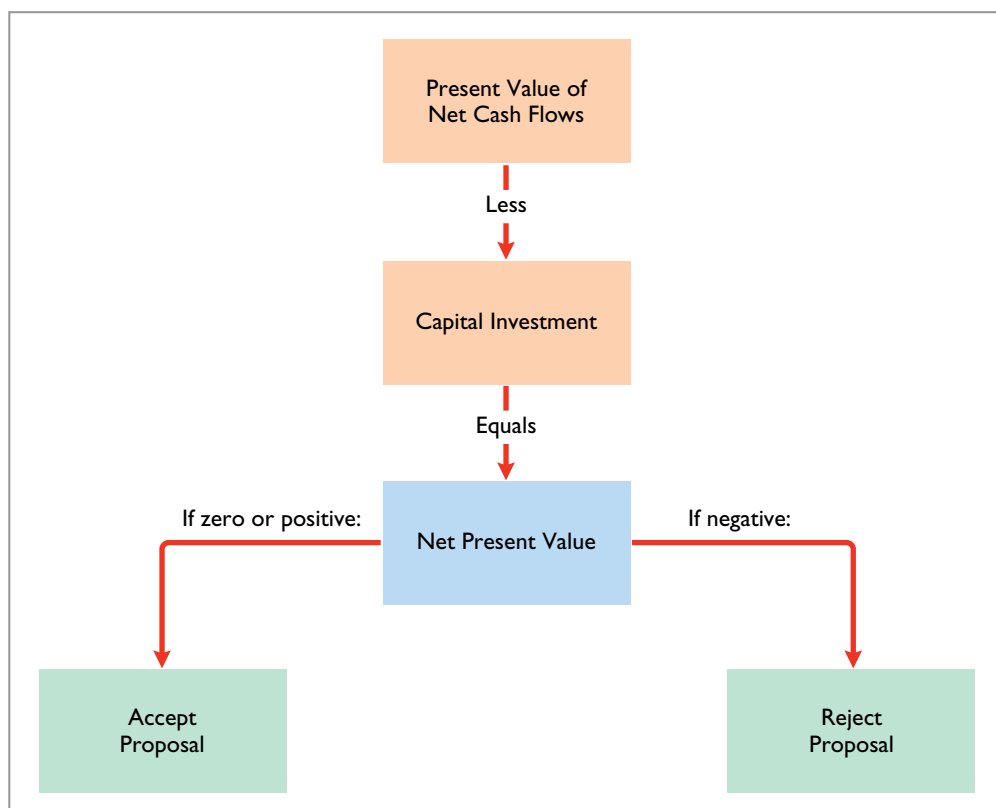 Present Value of
Net Cash Flows
Less
Capital Investment
Equals
If zero or positive:
Net Present Value
If negative:
Accept
Proposal
Reject
Proposal